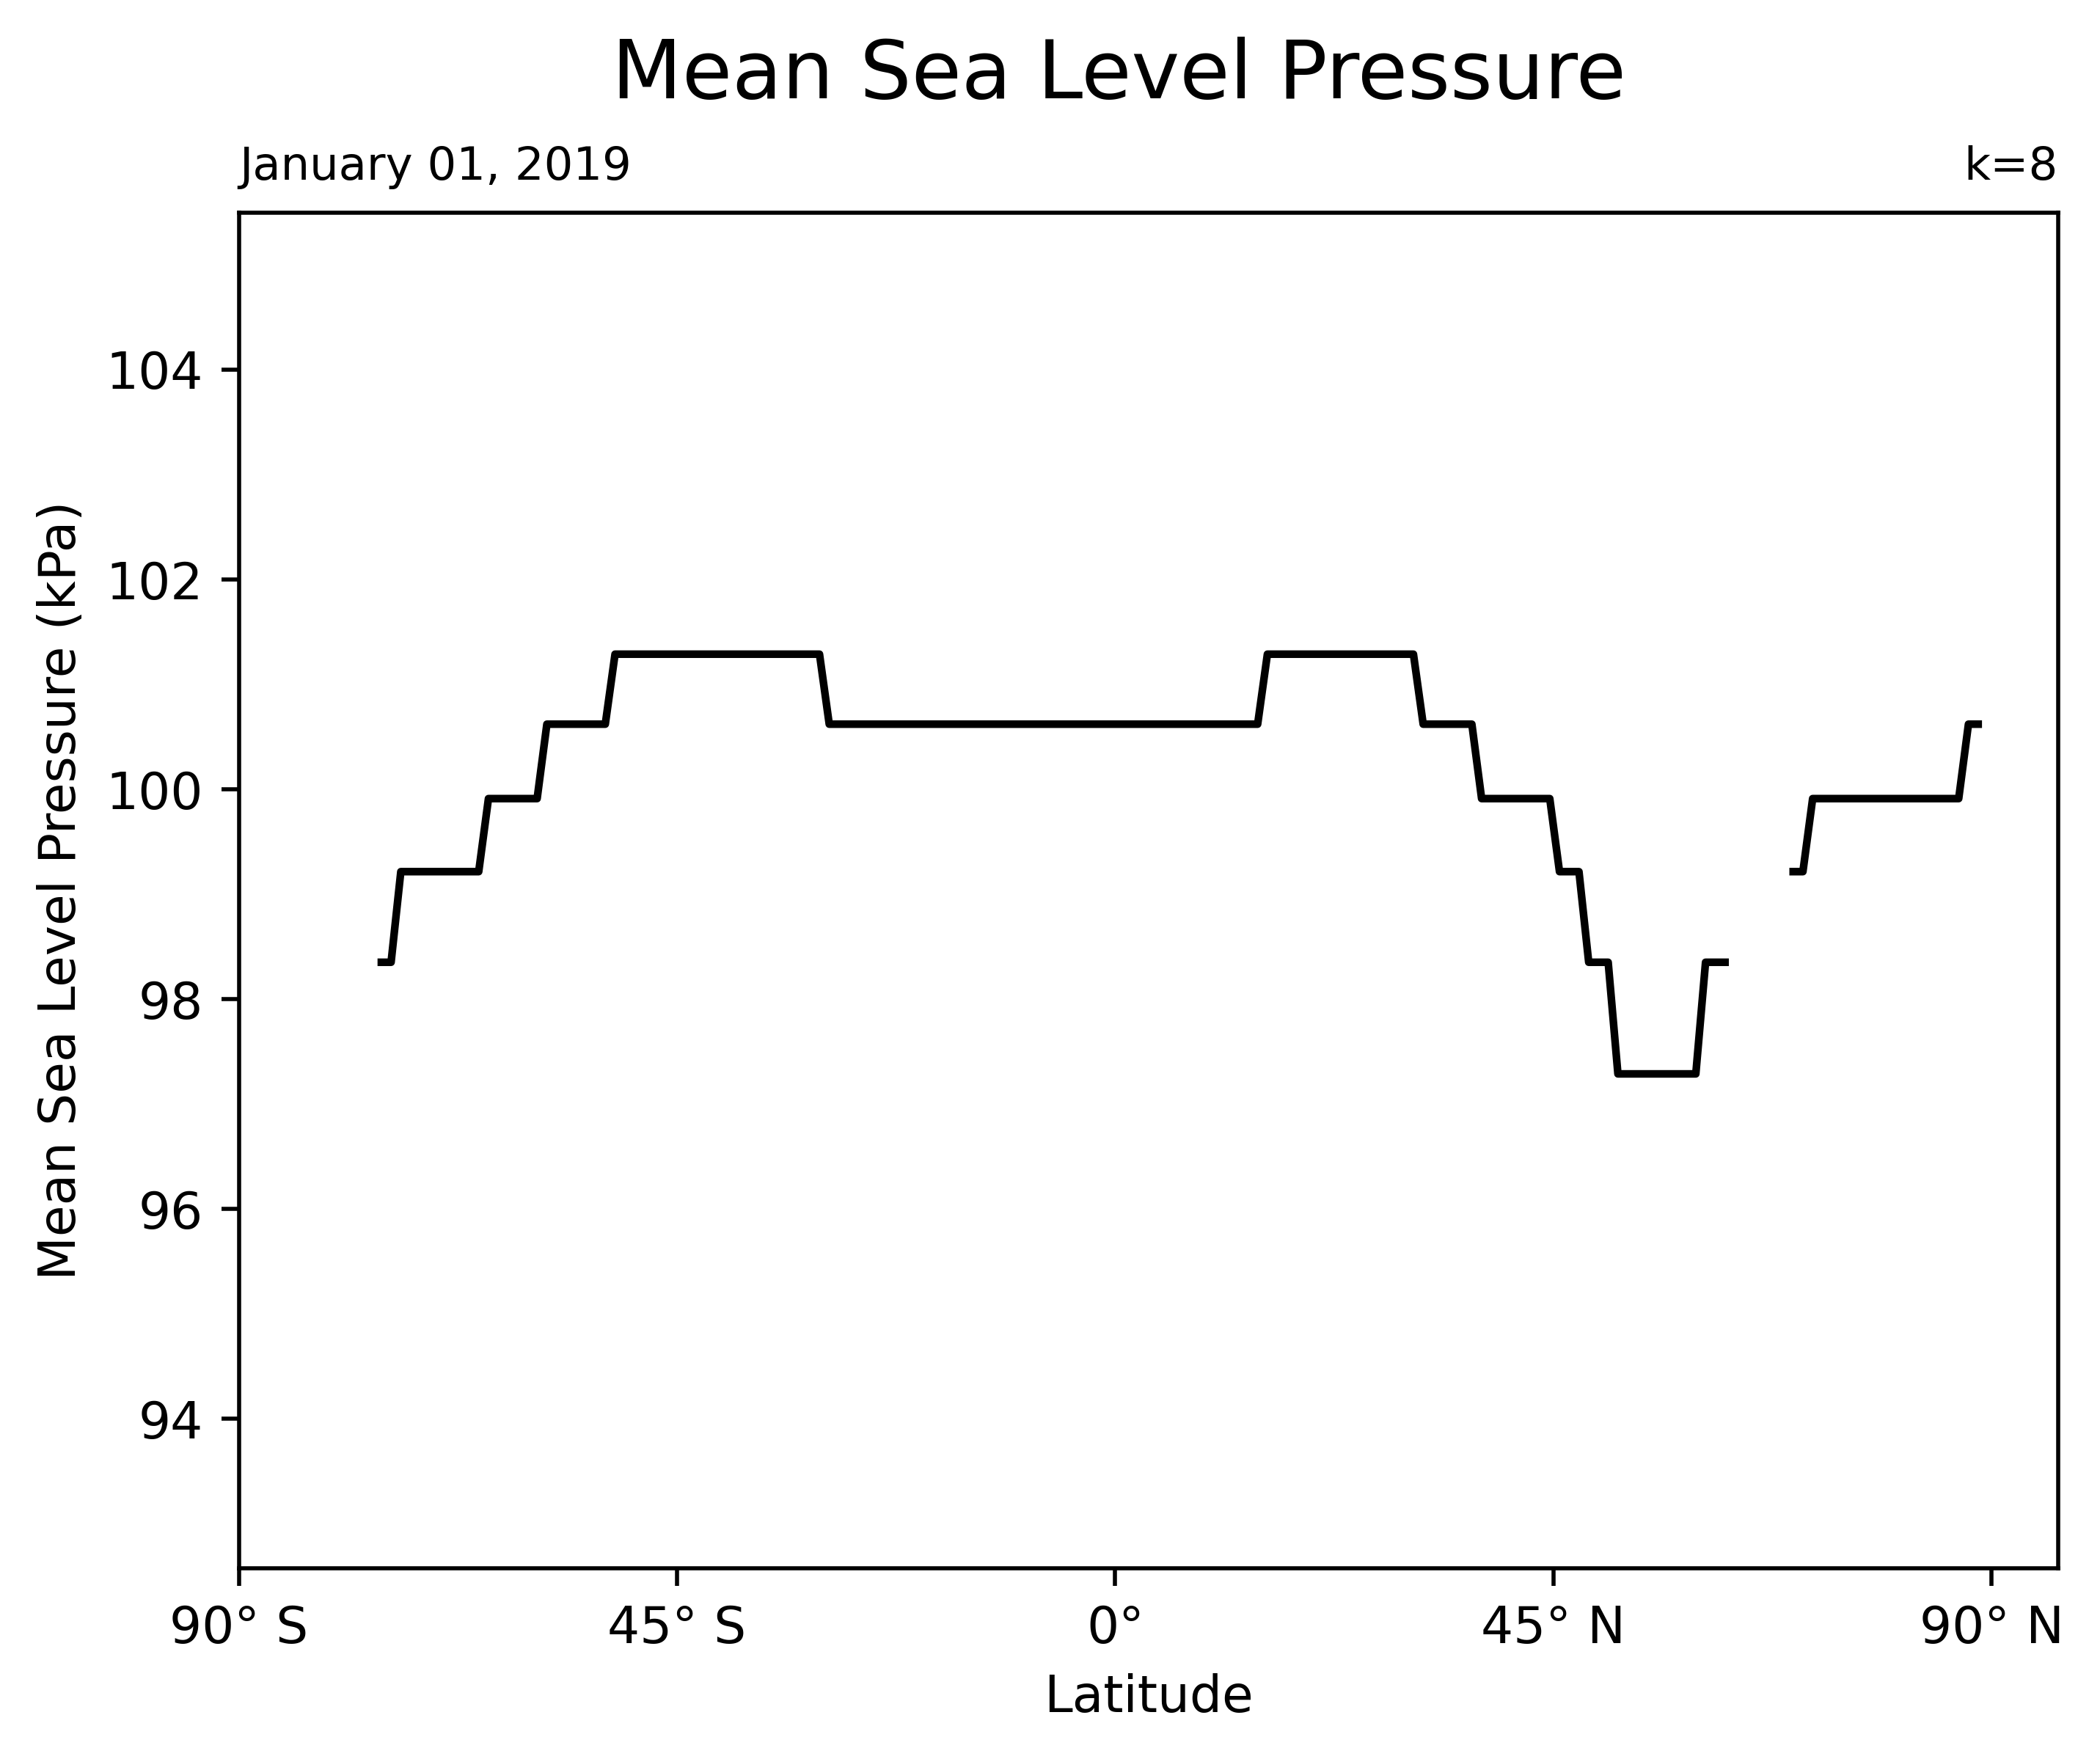 Mean Sea Level Pressure
January 01, 2019
k=8
104
102
100
98
96
94
Mean Sea Level Pressure (kPa)
90° S
45° S
0°
45° N
90° N
Latitude